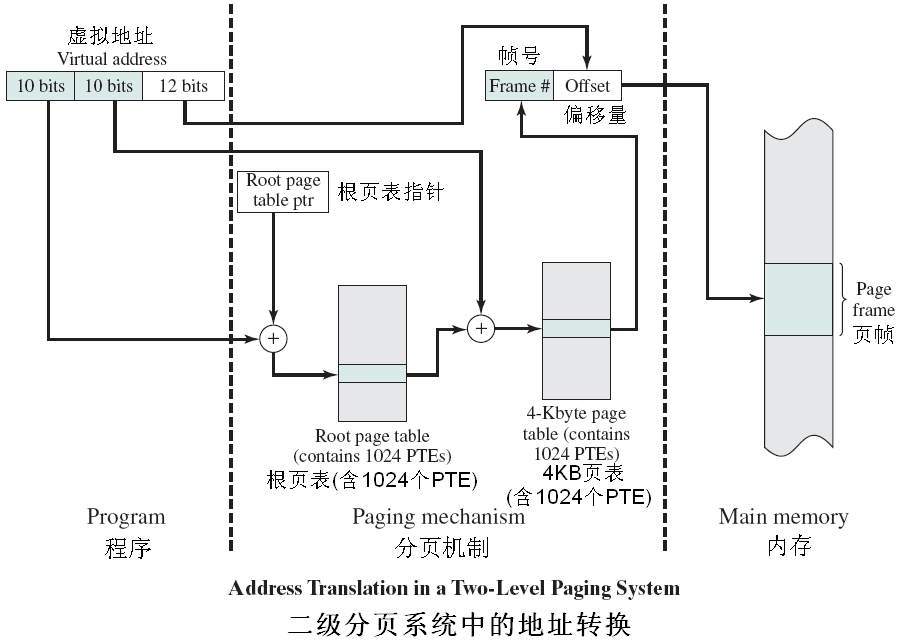 虚拟地址
Virtual address
10 bits 10 bits 12 bits
帧号
Frame # Offset
偏移量
Root page
table ptr
根页表指针
Page
frame
页帧
Root page table
(contains 1024 PTEs)
根页表(含1024个PTE)
4-Kbyte page
table (contains
1024 PTEs)
4KB页表
(含1024个PTE)
Program
程序
Paging mechanism
分页机制
Main memory
内存
Address Translation in a Two-Level Paging System
二级分页系统中的地址转换